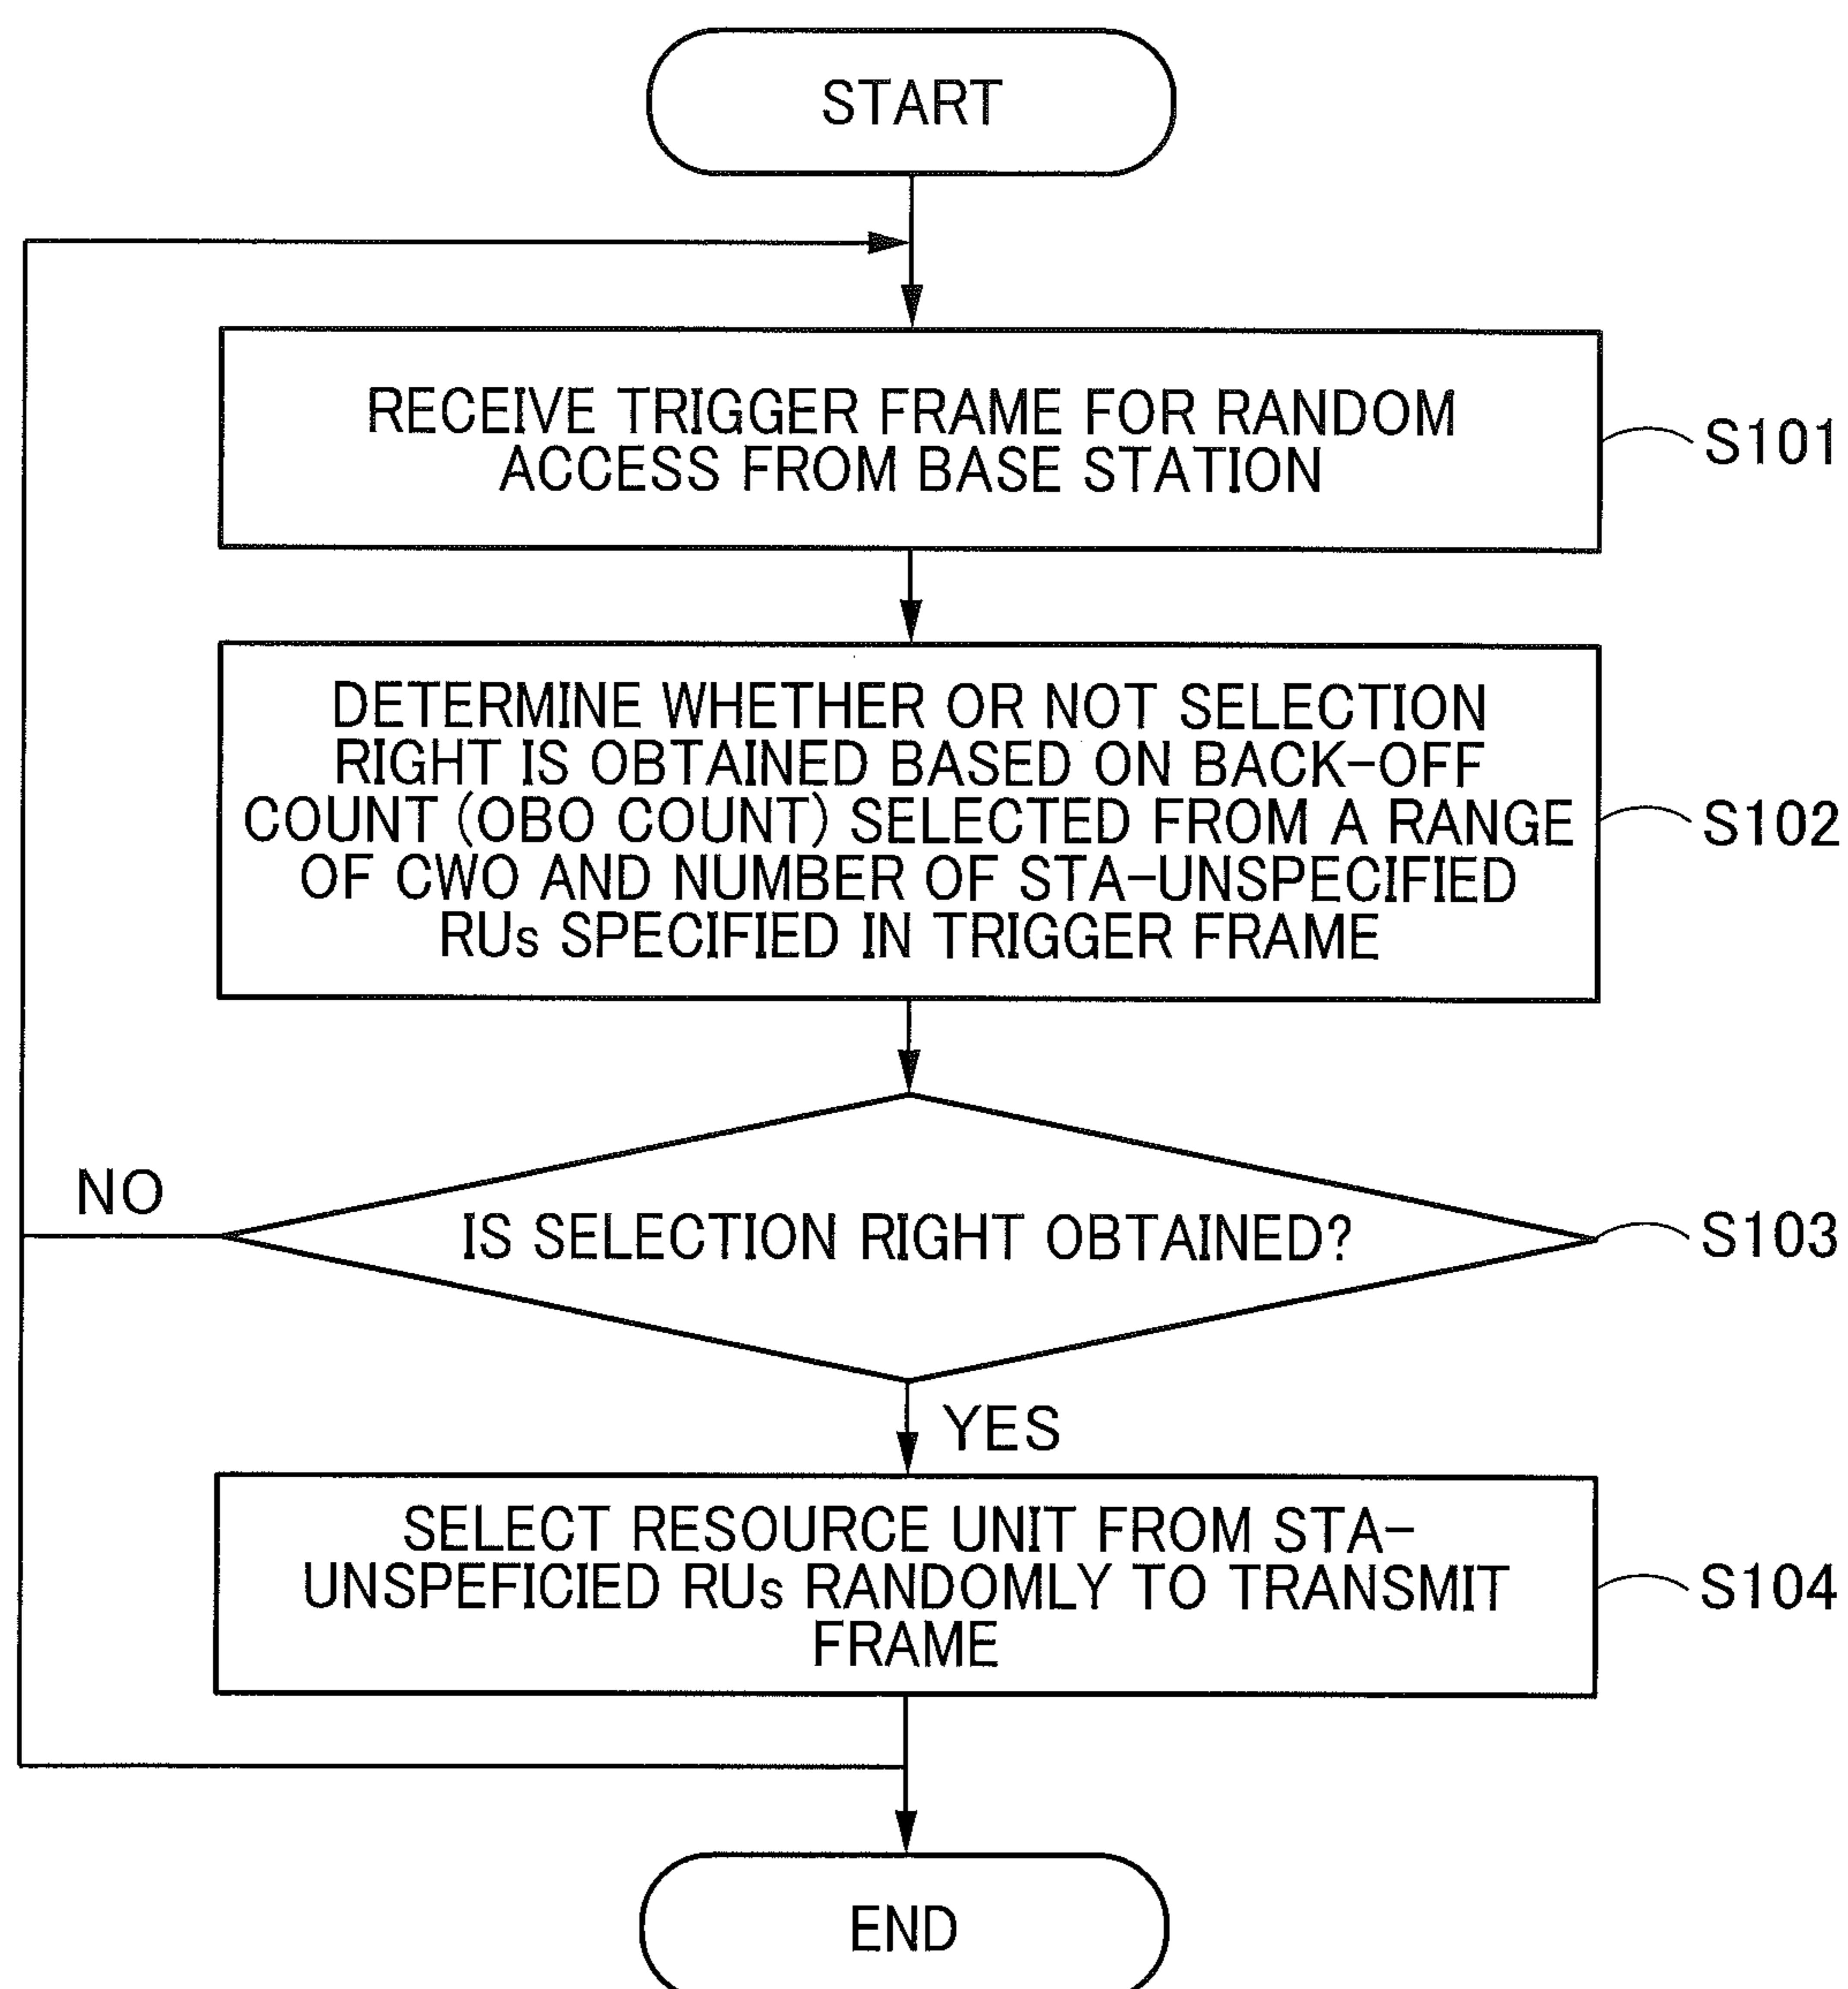 START
RECEIVE TRIGGER FRAME FOR RANDOM
ACCESS FROM BASE STATION
S101
DETERMINE WHETHER OR NOT SELECTION
RIGHT IS OBTAINED BASED ON BACK-OFF
COUNT (OBO COUNT) SELECTED FROM A RANGE
OF CWO AND NUMBER OF STA-UNSPECIFIED
RUs SPECIFIED IN TRIGGER FRAME
S102
NO
IS SELECTION RIGHT OBTAINED?
S103
YES
SELECT RESOURCE UNIT FROM STA-
UNSPEFICIED RUs RANDOMLY TO TRANSMIT
FRAME
S104
END